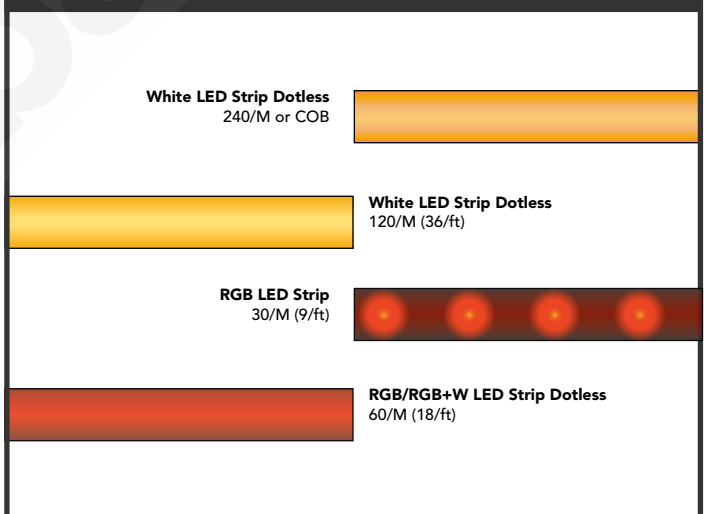 White LED Strip Dotless
240/M or COB
White LED Strip Dotless
120/M (36/ft)
RGB LED Strip
30/M (9/ft)
RGB/RGB+W LED Strip Dotless
60/M (18/ft)